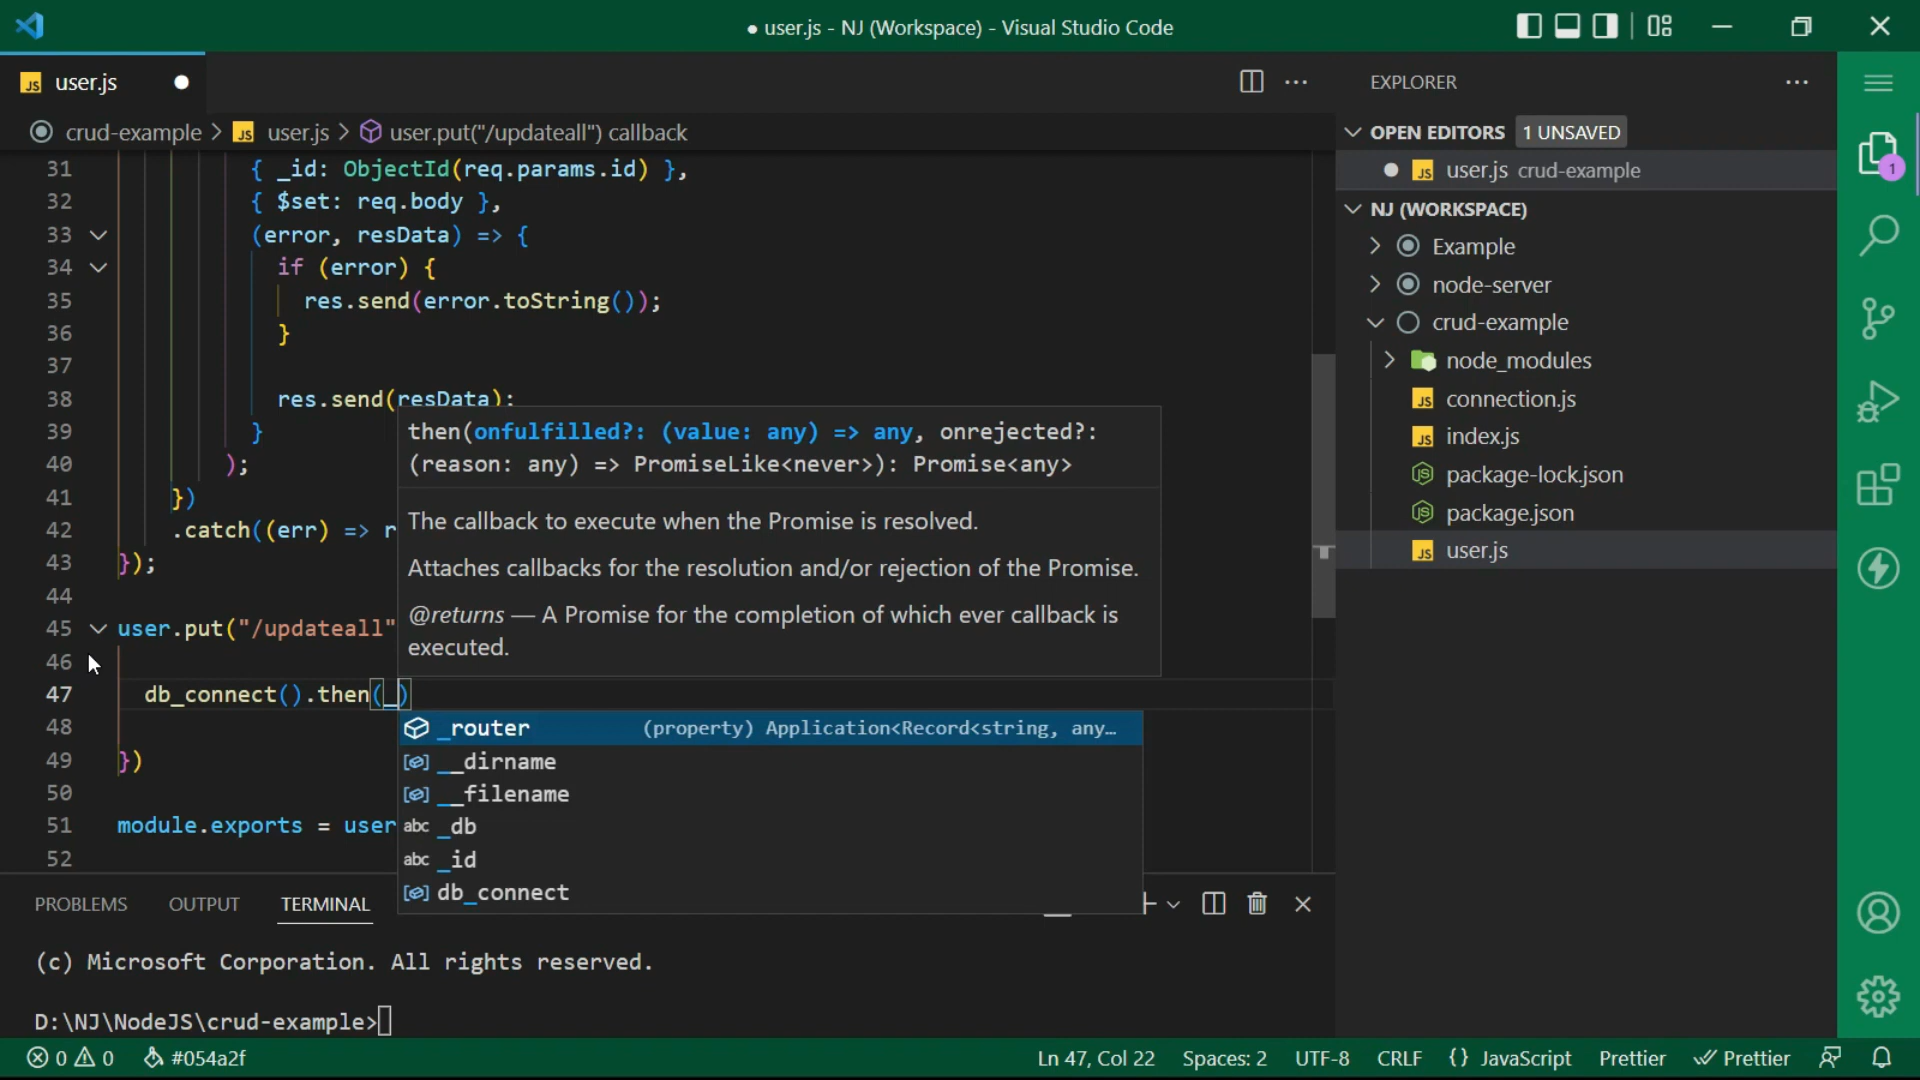 ● user.js - NJ (Workspace) - Visual Studio Code
JS user.js
crud-example > JS user.js > user.put("/updateall") callback
31 { _id: ObjectId(req.params.id) },
32 { $set: req.body },
33 (error, resData) => {
34 if (error) {
35 res.send(error.toString());
36 }
37
38 res.send(resData);
39 }
40 );
41 })
42 .catch((err) => r
43 });
44
45 user.put("/updateall"
46
47 db_connect().then(_)
48
49 })
50
51 module.exports = user
52
then(onfulfilled?: (value: any) => any, onrejected?:
(reason: any) => PromiseLike<never>): Promise<any>
The callback to execute when the Promise is resolved.
Attaches callbacks for the resolution and/or rejection of the Promise.
@returns — A Promise for the completion of which ever callback is
executed.
_router (property) Application<Record<string, any…
__dirname
__filename
abc _db
abc _id
db_connect
PROBLEMS OUTPUT TERMINAL
(c) Microsoft Corporation. All rights reserved.
D:\NJ\NodeJS\crud-example>
EXPLORER
OPEN EDITORS 1 UNSAVED
JS user.js crud-example
NJ (WORKSPACE)
Example
node-server
crud-example
node_modules
JS connection.js
JS index.js
package-lock.json
package.json
JS user.js
1
0 0 #054a2f Ln 47, Col 22 Spaces: 2 UTF-8 CRLF {} JavaScript Prettier Prettier